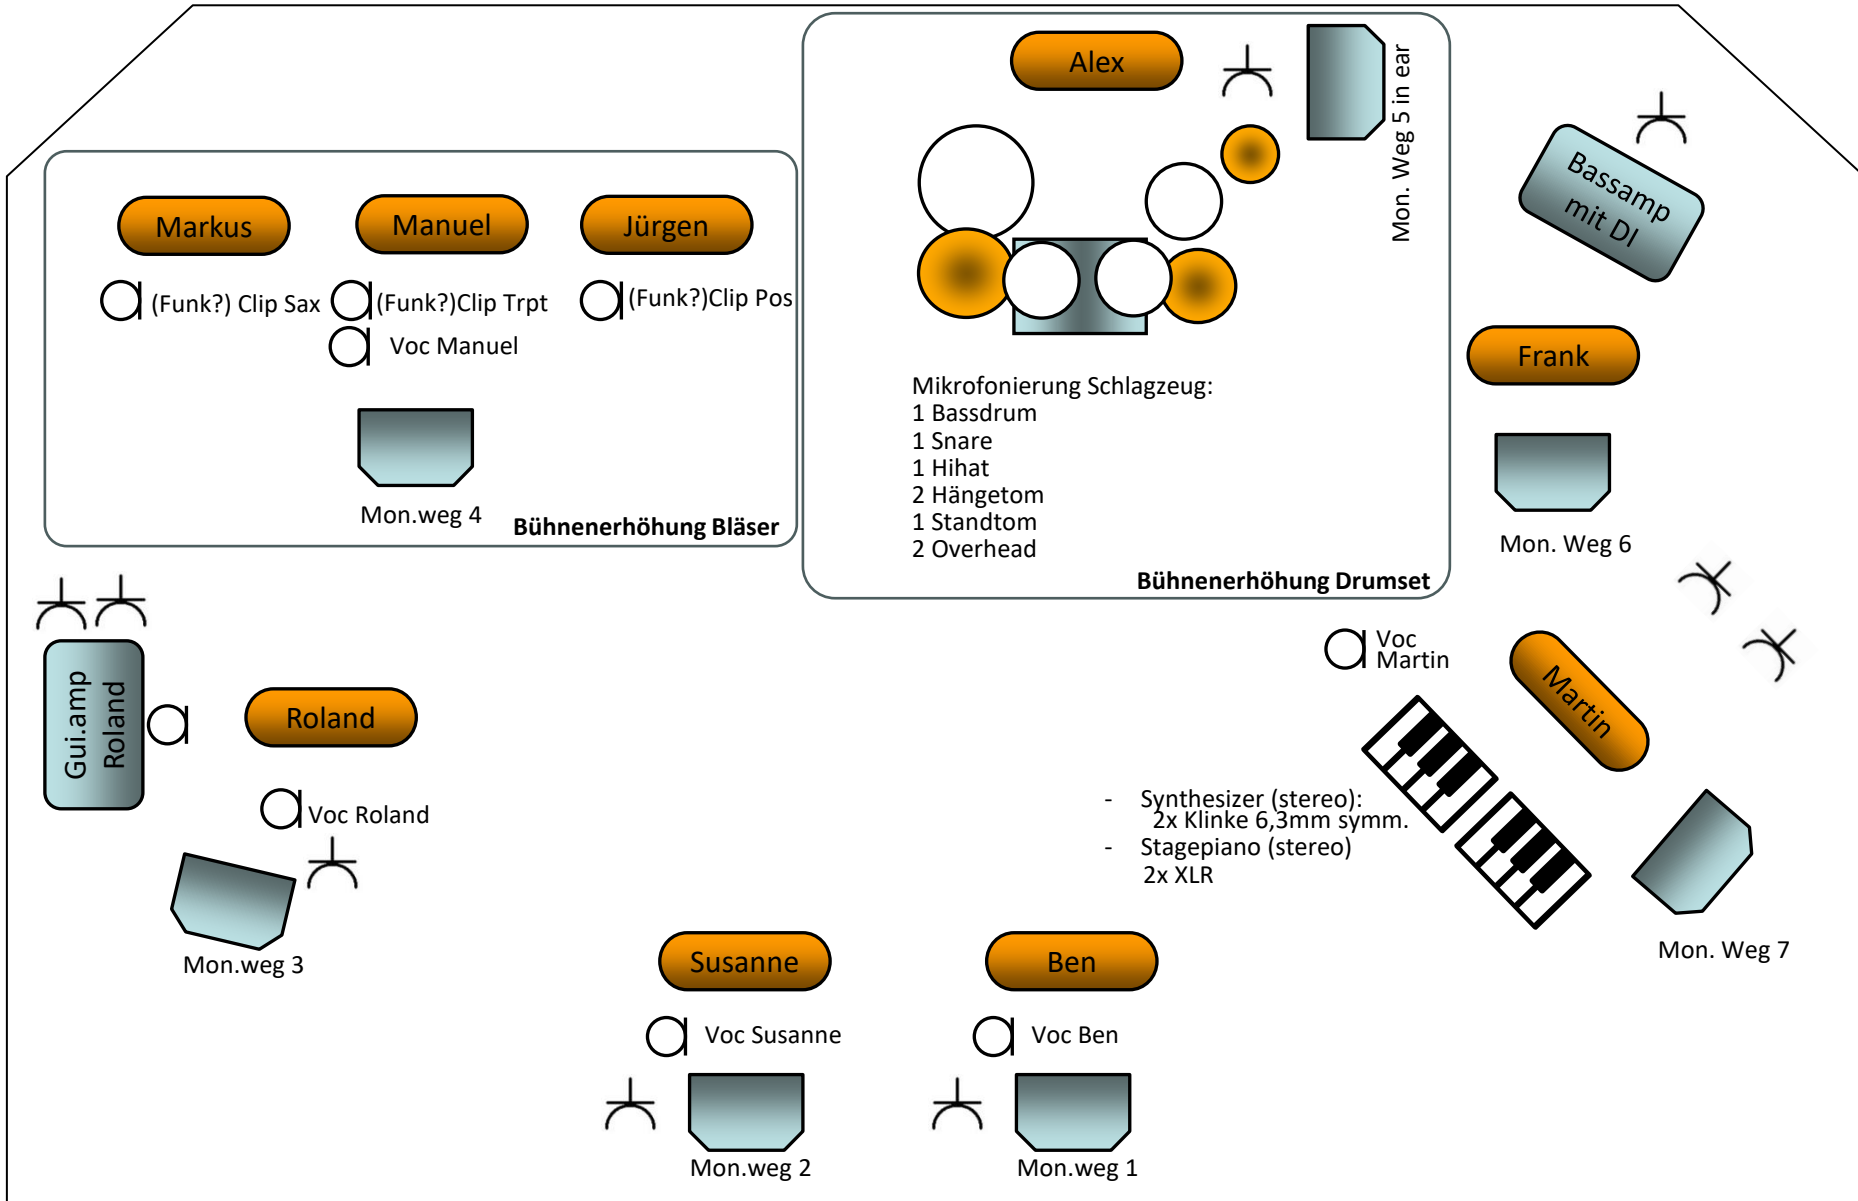 Alex
Mon. Weg 5 in ear
Bassamp
mit DI
Markus
Manuel
Jürgen
(Funk?) Clip Sax
(Funk?)Clip Trpt
(Funk?)Clip Pos
Voc Manuel
Mon.weg 4
Bühnenerhöhung Bläser
Mikrofonierung Schlagzeug:
1 Bassdrum
1 Snare
1 Hihat
2 Hängetom
1 Standtom
2 Overhead
Bühnenerhöhung Drumset
Frank
Mon. Weg 6
Gui.amp
Roland
Roland
Voc Roland
Mon.weg 3
Voc
Martin
Martin
- Synthesizer (stereo):
2x Klinke 6,3mm symm.
- Stagepiano (stereo)
2x XLR
Mon. Weg 7
Susanne
Voc Susanne
Mon.weg 2
Ben
Voc Ben
Mon.weg 1